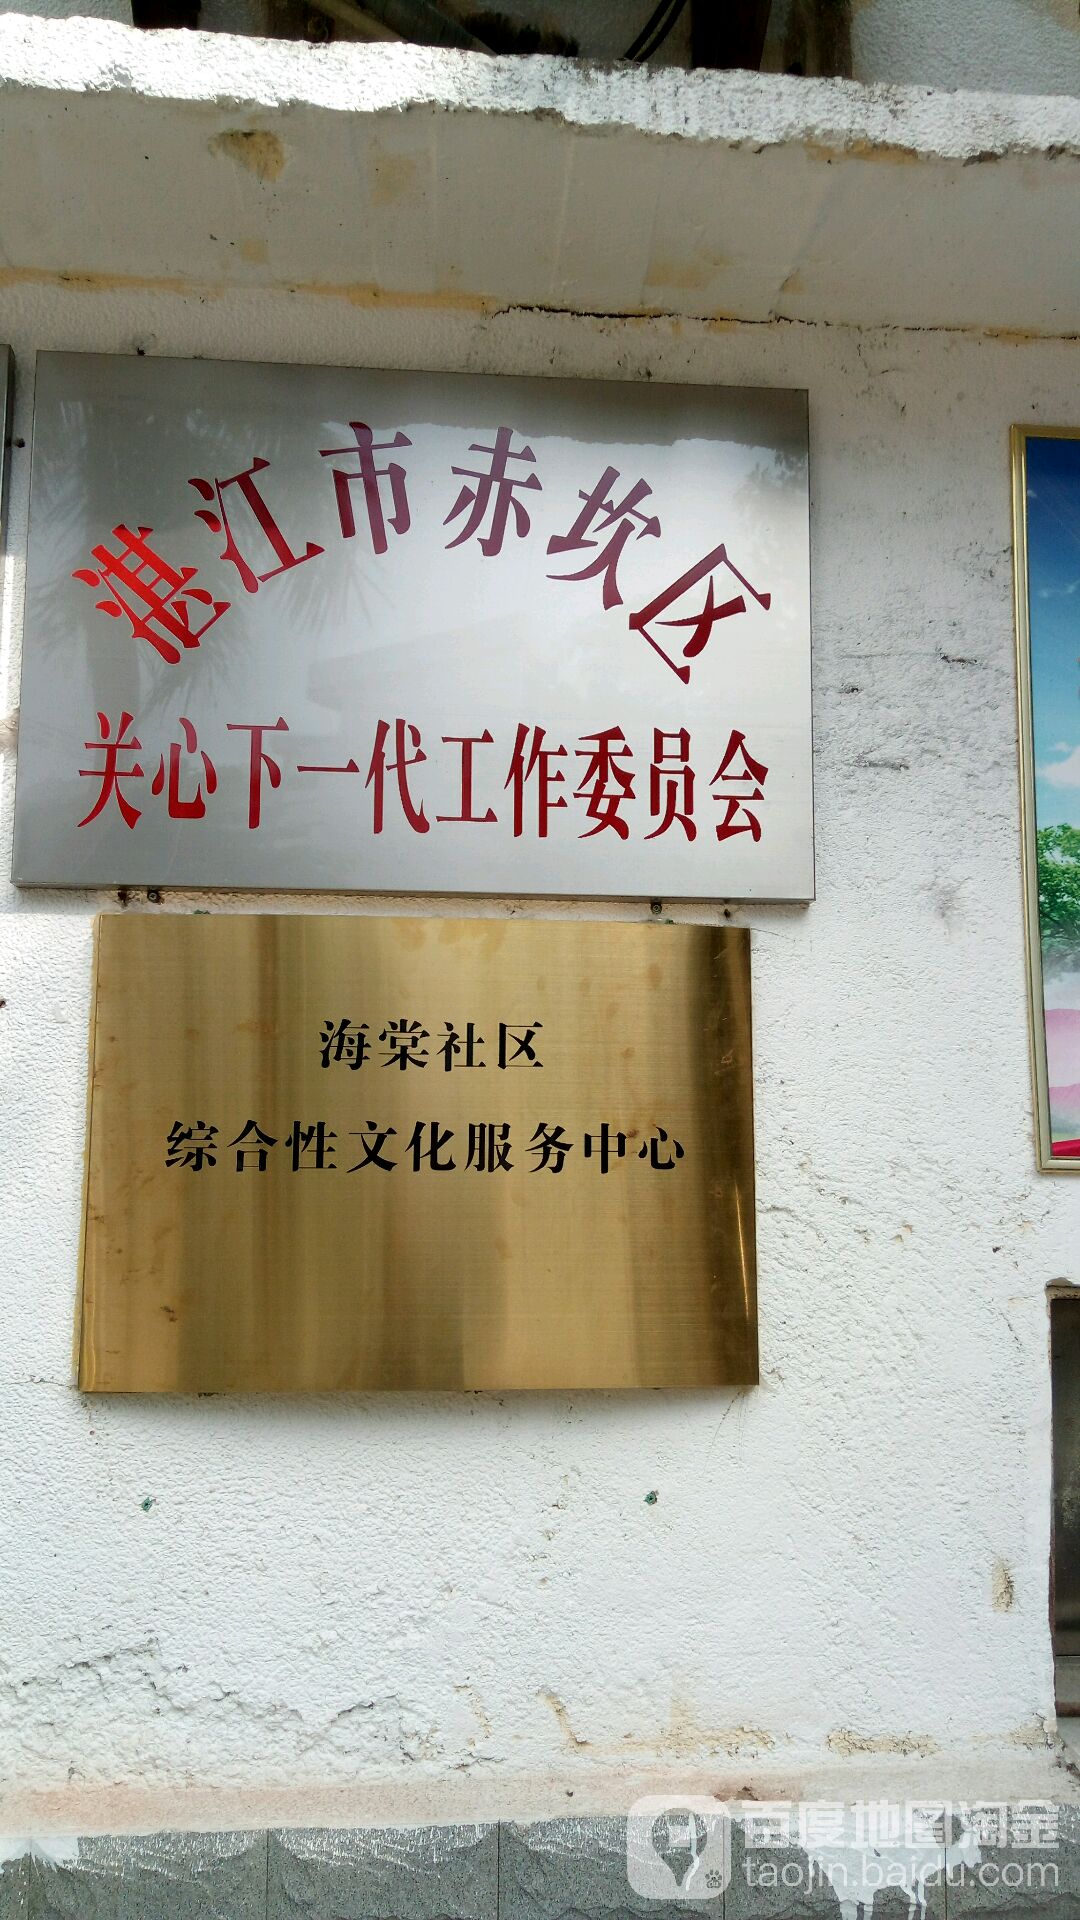 湛江市赤坎区
关心下一代工作委员会
海棠社区
综合性文化服务中心
百度地图淘金
taojin.baidu.com